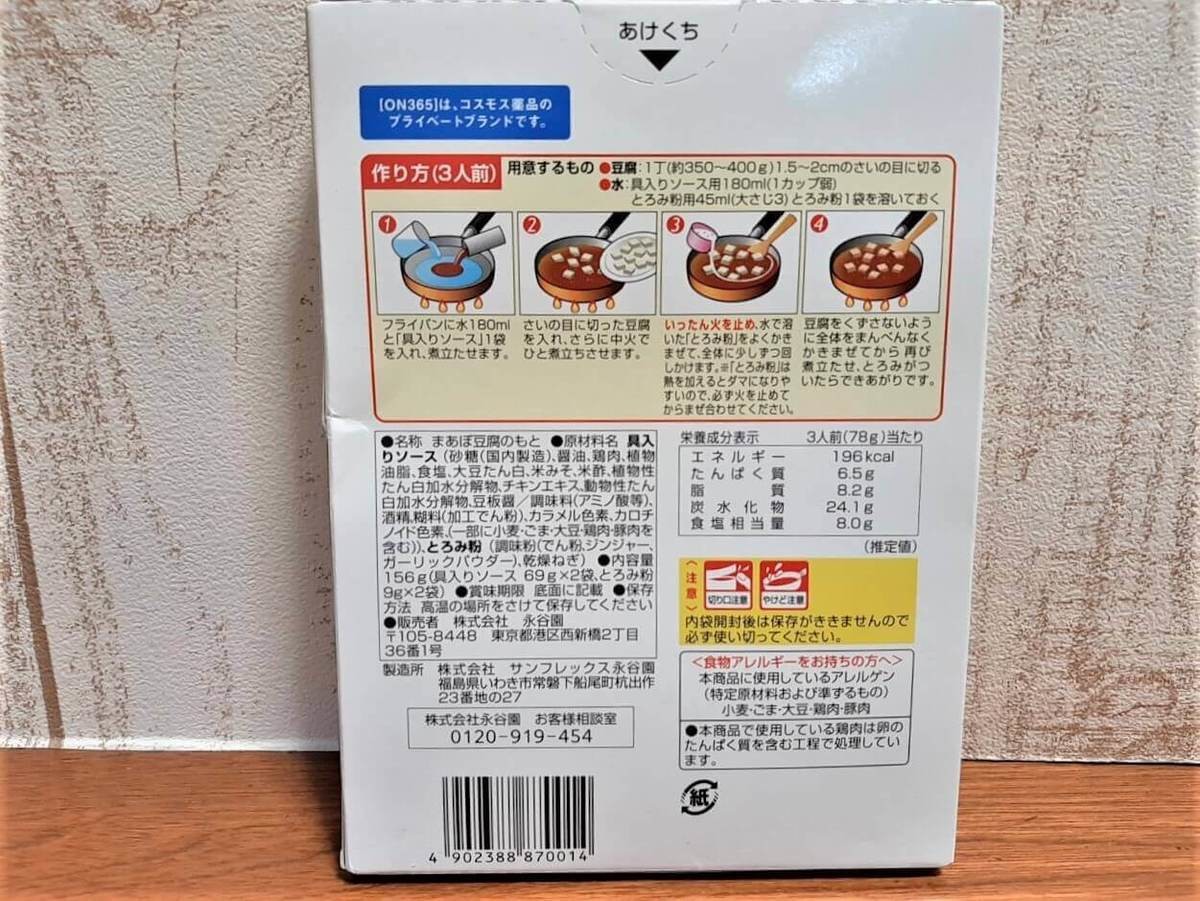 あけくち
[ON365]は、コスモス薬品の
プライベートブランドです。
作り方(3人前)
用意するもの ●豆腐:1丁(約350〜400g)1.5〜2cmのさいの目に切る
●水:具入りソース用180ml(1カップ弱)
とろみ粉用45ml(大さじ3) とろみ粉1袋を溶いておく
1
フライパンに水180ml
と「具入りソース」1袋
を入れ、煮立たせます。
2
さいの目に切った豆腐
を入れ、さらに中火で
ひと煮立ちさせます。
3
いったん火を止め、水で溶
いた「とろみ粉」をよくかき
まぜて、全体に少しずつ回
しかけます。※「とろみ粉」は
熱を加えるとダマになりや
すいので、必ず火を止めて
からまぜ合わせてください。
4
豆腐をくずさないよう
に全体をまんべんなく
かきまぜてから 再び
煮立たせ、とろみがつ
いたらできあがりです。
●名称 まあぼ豆腐のもと ●原材料名 具入
りソース (砂糖(国内製造)、醤油、鶏肉、植物
油脂、食塩、大豆たん白、米みそ、米酢、植物性
たん白加水分解物、チキンエキス、動物性たん
白加水分解物、豆板醤/調味料(アミノ酸等)、
酒精、糊料(加工でん粉)、カラメル色素、カロチ
ノイド色素、(一部に小麦・ごま・大豆・鶏肉・豚肉を
含む))、とろみ粉 (調味粉(でん粉、ジンジャー、
ガーリックパウダー)、乾燥ねぎ) ●内容量
156g(具入りソース 69g×2袋、とろみ粉
9g×2袋) ●賞味期限 底面に記載 ●保存
方法 高温の場所をさけて保存してください
●販売者 株式会社 永谷園
〒105-8448 東京都港区西新橋2丁目
36番1号
製造所 株式会社 サンフレックス永谷園
福島県いわき市常磐下船尾町杭出作
23番地の27
株式会社永谷園 お客様相談室
0120-919-454
4 902388 870014
栄養成分表示 3人前(78g)当たり
エネルギー 196kcal
たんぱく質 6.5g
脂質 8.2g
炭水化物 24.1g
食塩相当量 8.0g
(推定値)
〈注意〉
切り口注意
やけど注意
内袋開封後は保存がききませんので
必ず使い切ってください。
<食物アレルギーをお持ちの方へ>
本商品に使用しているアレルゲン
(特定原材料および準ずるもの)
小麦・ごま・大豆・鶏肉・豚肉
●本商品で使用している鶏肉は卵の
たんぱく質を含む工程で処理してい
ます。
紙